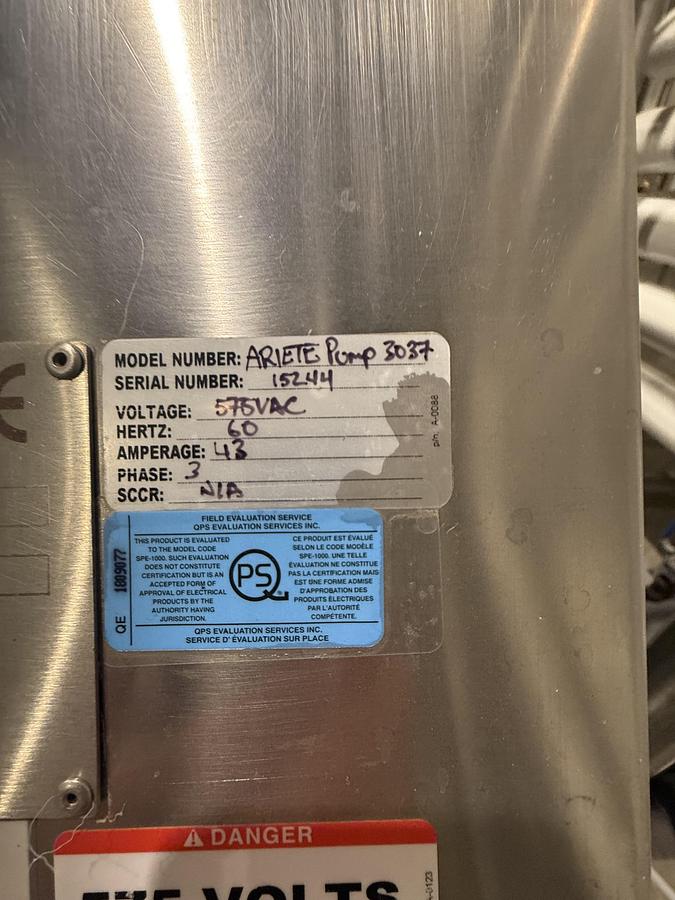 CE
MODEL NUMBER: ARIETE Pump 3037
SERIAL NUMBER: 15244
VOLTAGE: 575VAC
HERTZ: 60
AMPERAGE: 43
PHASE: 3
SCCR: N/A
p/n. A-0088
FIELD EVALUATION SERVICE
QPS EVALUATION SERVICES INC.
QE 1809077
THIS PRODUCT IS EVALUATED
TO THE MODEL CODE
SPE-1000. SUCH EVALUATION
DOES NOT CONSTITUTE
CERTIFICATION BUT IS AN
ACCEPTED FORM OF
APPROVAL OF ELECTRICAL
PRODUCTS BY THE
AUTHORITY HAVING
JURISDICTION.
QPS
CE PRODUIT EST ÉVALUÉ
SELON LE CODE MODÈLE
SPE-1000. UNE TELLE
ÉVALUATION NE CONSTITUE
PAS LA CERTIFICATION MAIS
EST UNE FORME ADMISE
D'APPROBATION DES
PRODUITS ÉLECTRIQUES
PAR L'AUTORITÉ
COMPÉTENTE.
QPS EVALUATION SERVICES INC.
SERVICE D' ÉVALUATION SUR PLACE
DANGER
575 VOLTS